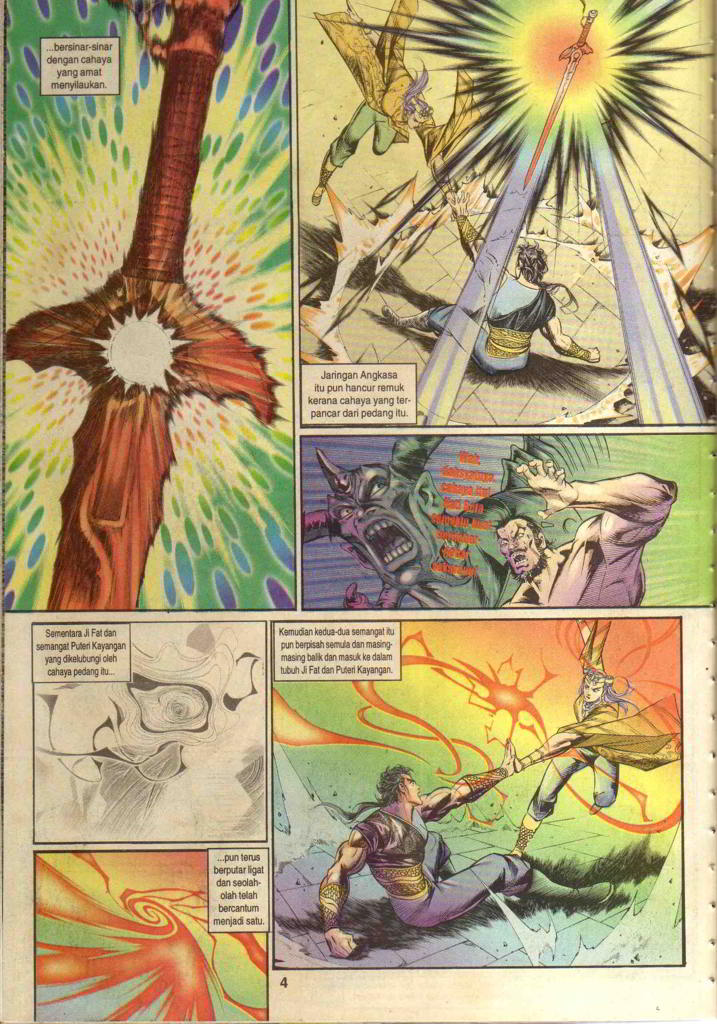 ...bersinar-sinar
dengan cahaya
yang amat
menyilaukan.
Jaringan Angkasa
itu pun hancur remuk
kerana cahaya yang ter-
pancar dari pedang itu.
cahaya
Sementara Ji Fat dan
semangat Puteri Kayangan
yang dikelubungi oleh
cahaya pedang itu...
Kemudian kedua-dua semangat itu
pun berpisah semula dan masing-
masing balik dan masuk ke dalam
tubuh Ji Fat dan Puteri Kayangan.
...pun terus
berputar ligat
dan seolah-
olah telah
bercantum
menjadi satu.
4